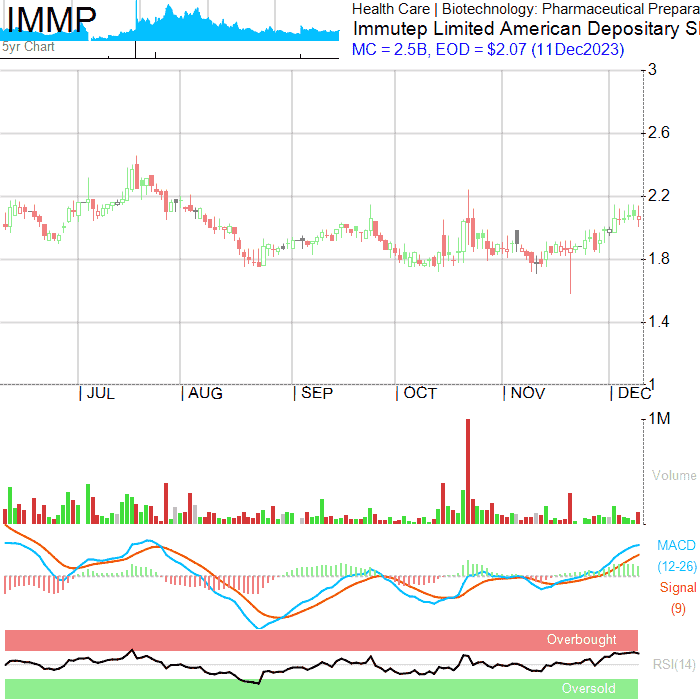 IMMP
5yr Chart
Health Care | Biotechnology: Pharmaceutical Prepara
Immutep Limited American Depositary S
MC = 2.5B, EOD = $2.07 (11Dec2023)
3
2.6
2.2
1.8
1.4
1
JUL AUG SEP OCT NOV DEC
1M
Volume
MACD
(12-26)
Signal
(9)
Overbought
RSI(14)
Oversold